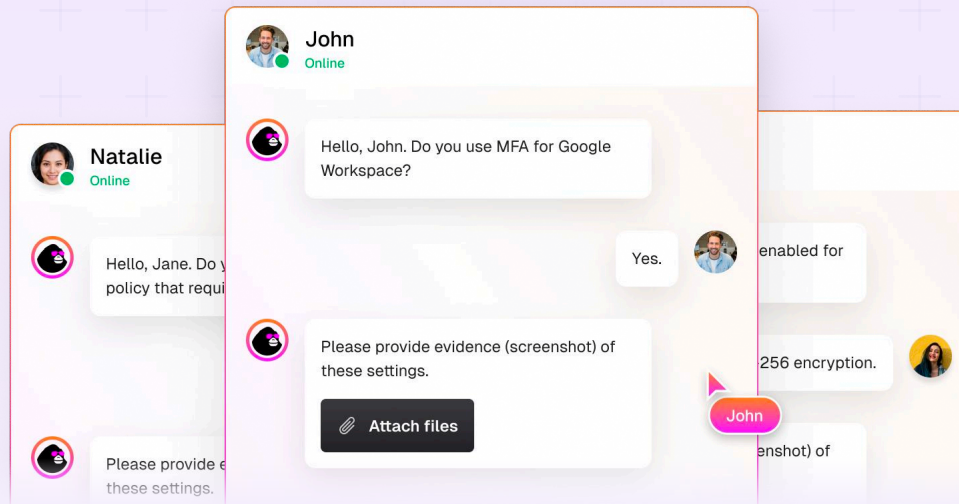 John
Online
Hello, John. Do you use MFA for Google
Workspace?
Yes.
Please provide evidence (screenshot) of
these settings.
Attach files
John
Natalie
Online
Hello, Jane. Do
policy that requi
Please provide e
these settings.
enabled for
256 encryption.
enshot) of